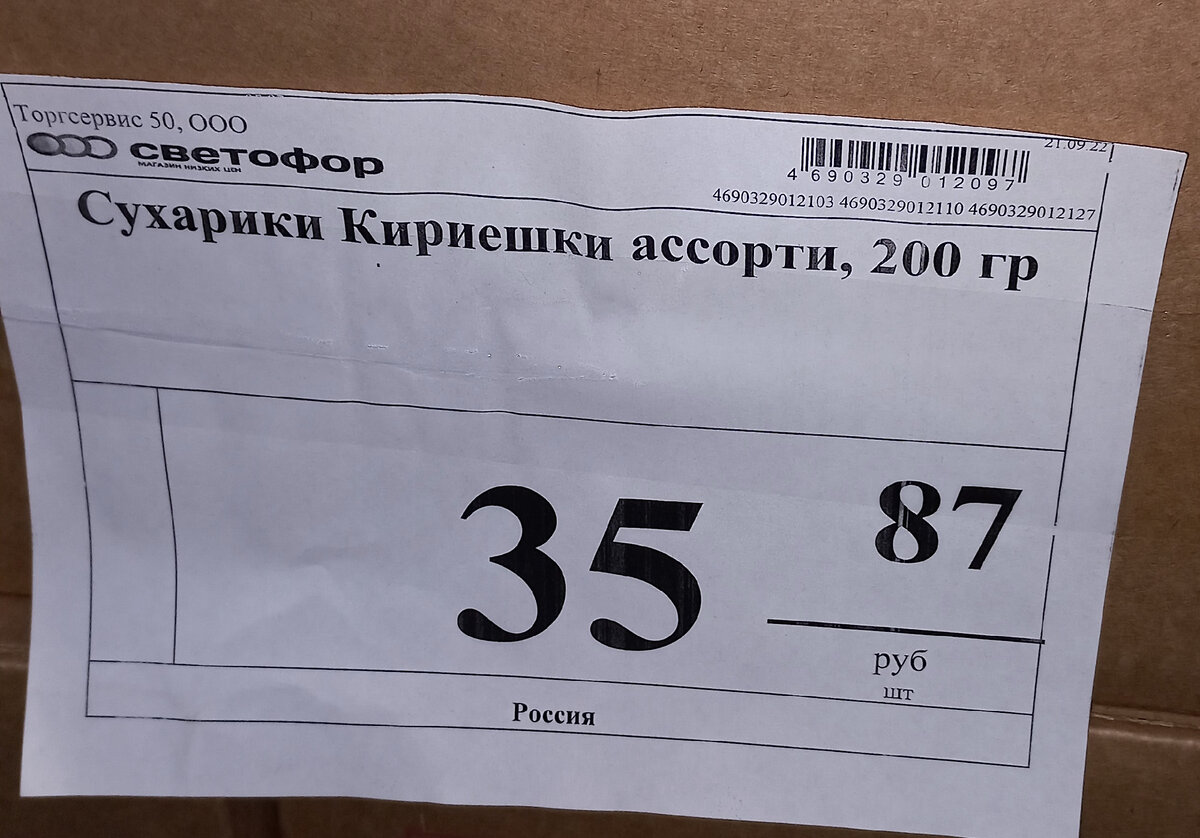 Торгсервис 50, ООО
21.09.22
светофор
МАГАЗИН НИЗКИХ ЦЕН
4 690329 012097
4690329012103 4690329012110 4690329012127
Сухарики Кириешки ассорти, 200 гр
35 87
руб
шт
Россия